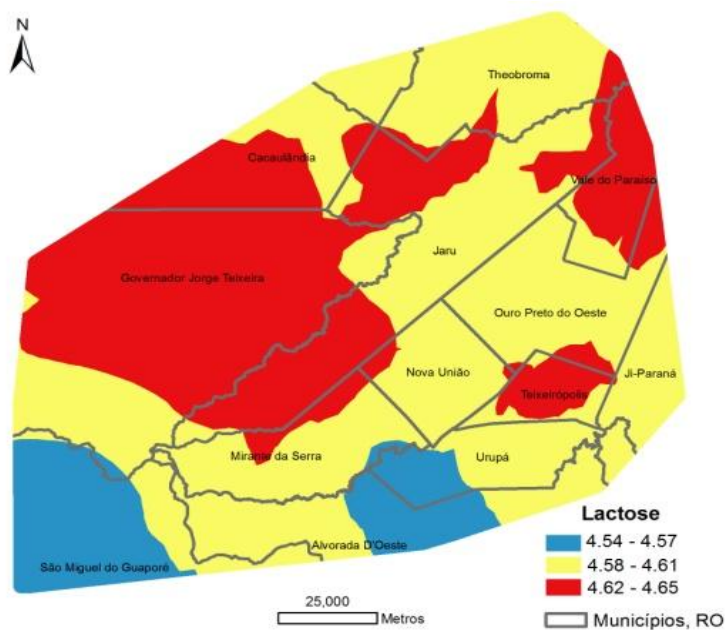 N
Theobroma
Cacaulândia
Vale do Paraíso
Jaru
Governador Jorge Teixeira
Ouro Preto do Oeste
Nova União
Ji-Paraná
Teixeirópolis
Mirante da Serra
Urupá
Alvorada D'Oeste
São Miguel do Guaporé
Lactose
4.54 - 4.57
4.58 - 4.61
4.62 - 4.65
Municípios, RO
25,000
Metros